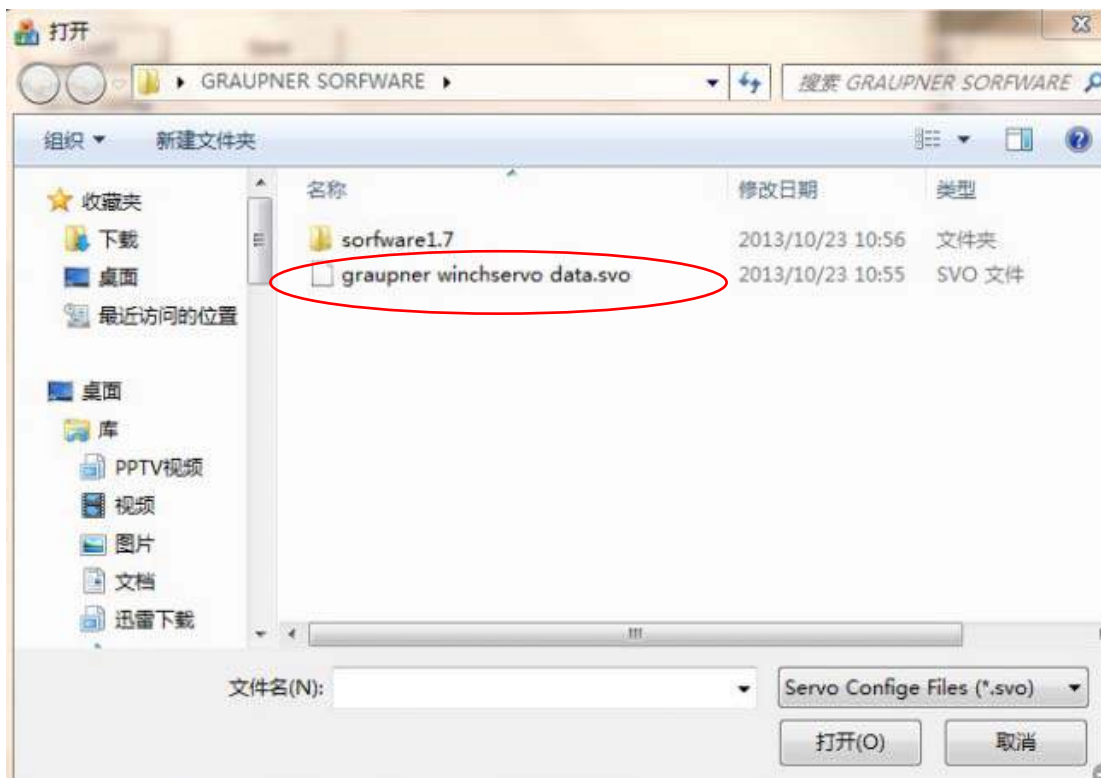 打开
GRAUPNER SORFWARE
搜索 GRAUPNER SORFWARE
组织
新建文件夹
名称
修改日期
类型
收藏夹
下载
桌面
最近访问的位置
sorfware1.7
2013/10/23 10:56
文件夹
graupner winchservo data.svo
2013/10/23 10:55
SVO 文件
桌面
库
PPTV视频
视频
图片
文档
迅雷下载
文件名(N):
Servo Confige Files (*.svo)
打开(O)
取消